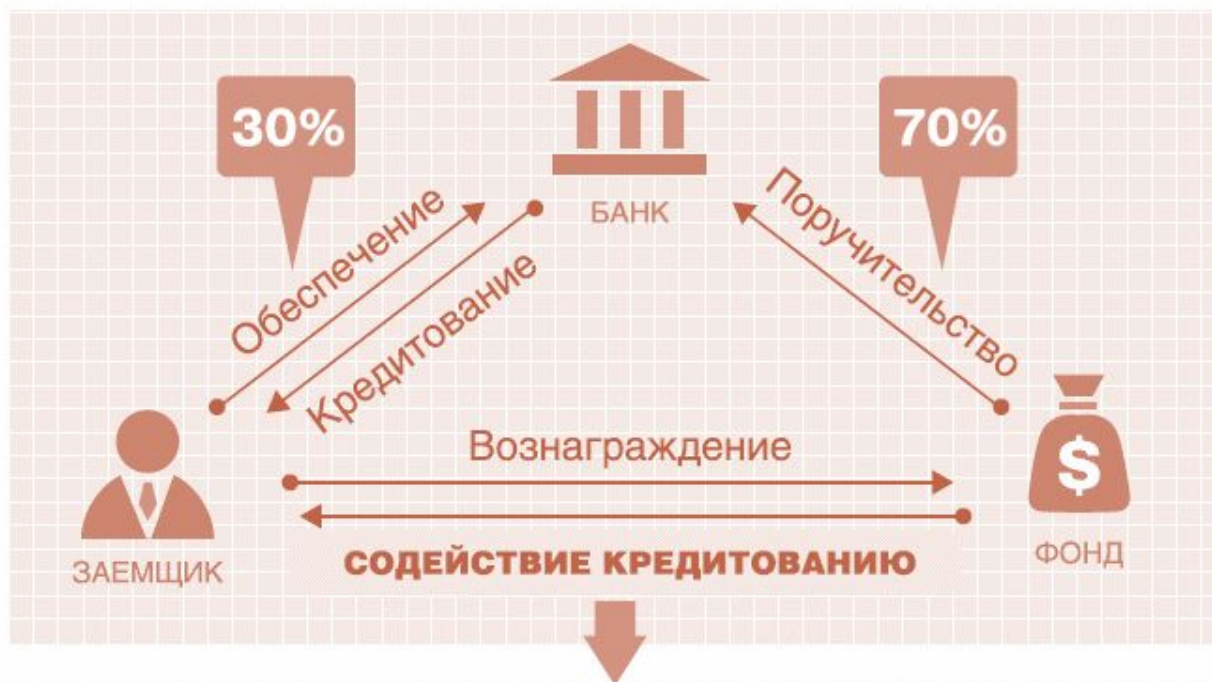 30%
70%
БАНК
Обеспечение
Кредитование
Поручительство
Вознаграждение
$
СОДЕЙСТВИЕ КРЕДИТОВАНИЮ
ЗАЕМЩИК
ФОНД